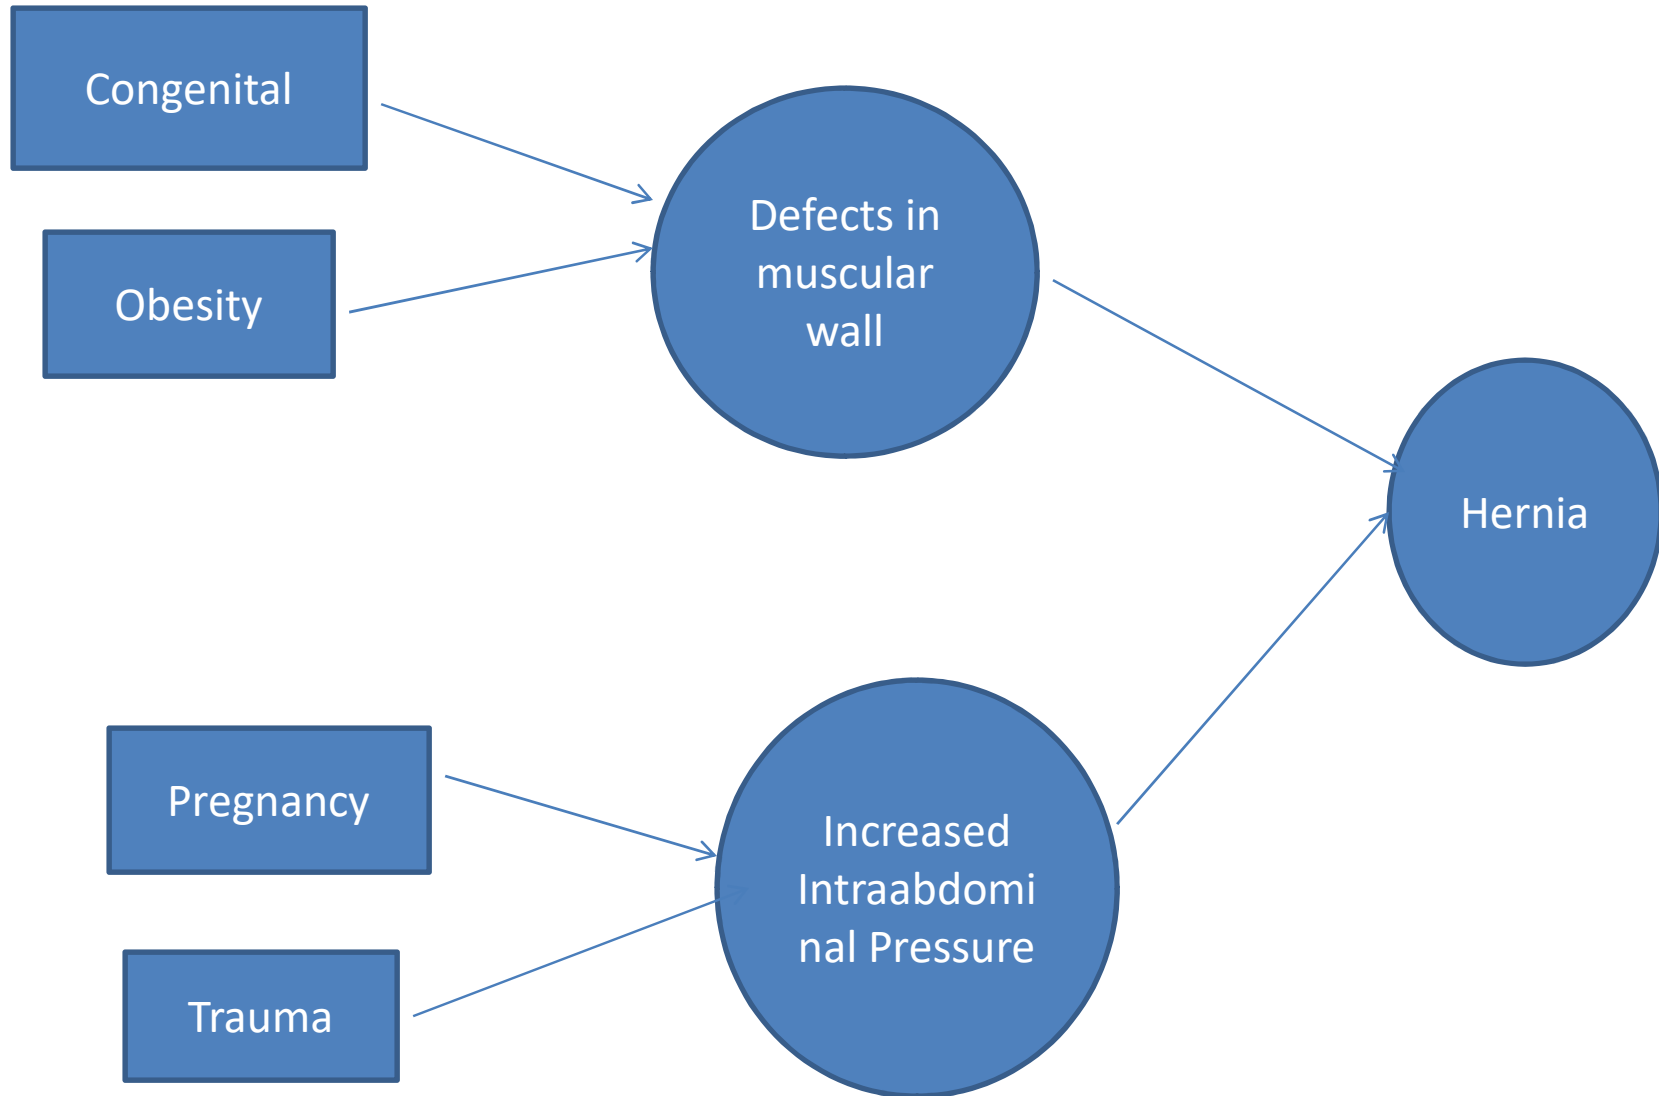 Congenital
Obesity
Defects in
muscular
wall
Hernia
Pregnancy
Trauma
Increased
Intraabdomi
nal Pressure